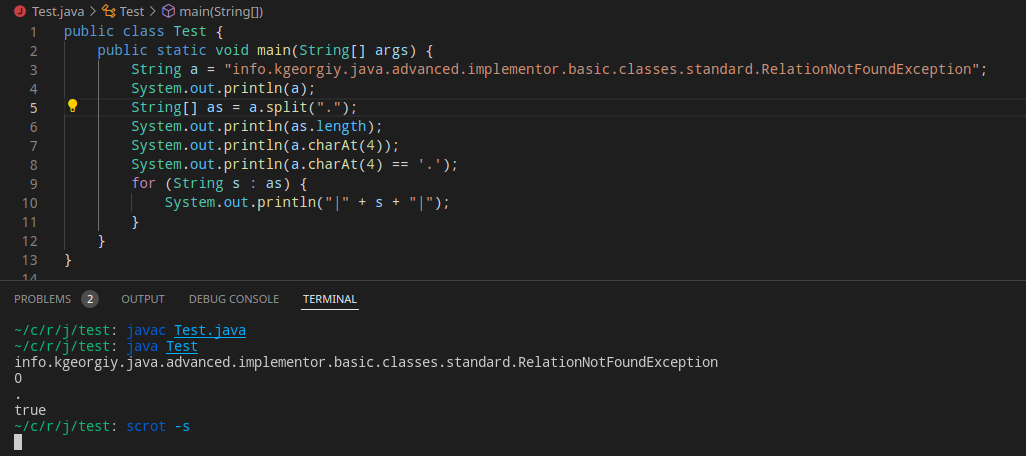 Test.java > Test > main(String[])
1 public class Test {
2 public static void main(String[] args) {
3 String a = "info.kgeorgiy.java.advanced.implementor.basic.classes.standard.RelationNotFoundException";
4 System.out.println(a);
5 String[] as = a.split(".");
6 System.out.println(as.length);
7 System.out.println(a.charAt(4));
8 System.out.println(a.charAt(4) == '.');
9 for (String s : as) {
10 System.out.println("|" + s + "|");
11 }
12 }
13 }
14
PROBLEMS 2 OUTPUT DEBUG CONSOLE TERMINAL
~/c/r/j/test: javac Test.java
~/c/r/j/test: java Test
info.kgeorgiy.java.advanced.implementor.basic.classes.standard.RelationNotFoundException
0
.
true
~/c/r/j/test: scrot -s